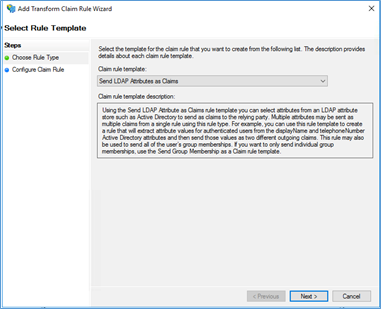 Add Transform Claim Rule Wizard
Select Rule Template
Steps
Choose Rule Type
Configure Claim Rule
Select the template for the claim rule that you want to create from the following list. The description provides
details about each claim rule template.
Claim rule template:
Send LDAP Attributes as Claims
Claim rule template description:
Using the Send LDAP Attribute as Claims rule template you can select attributes from an LDAP attribute
store such as Active Directory to send as claims to the relying party. Multiple attributes may be sent as
multiple claims from a single rule using this rule type. For example, you can use this rule template to create
a rule that will extract attribute values for authenticated users from the displayName and telephoneNumber
Active Directory attributes and then send those values as two different outgoing claims. This rule may also
be used to send all of the user's group memberships. If you want to only send individual group
memberships, use the Send Group Membership as a Claim rule template.
< Previous
Next >
Cancel